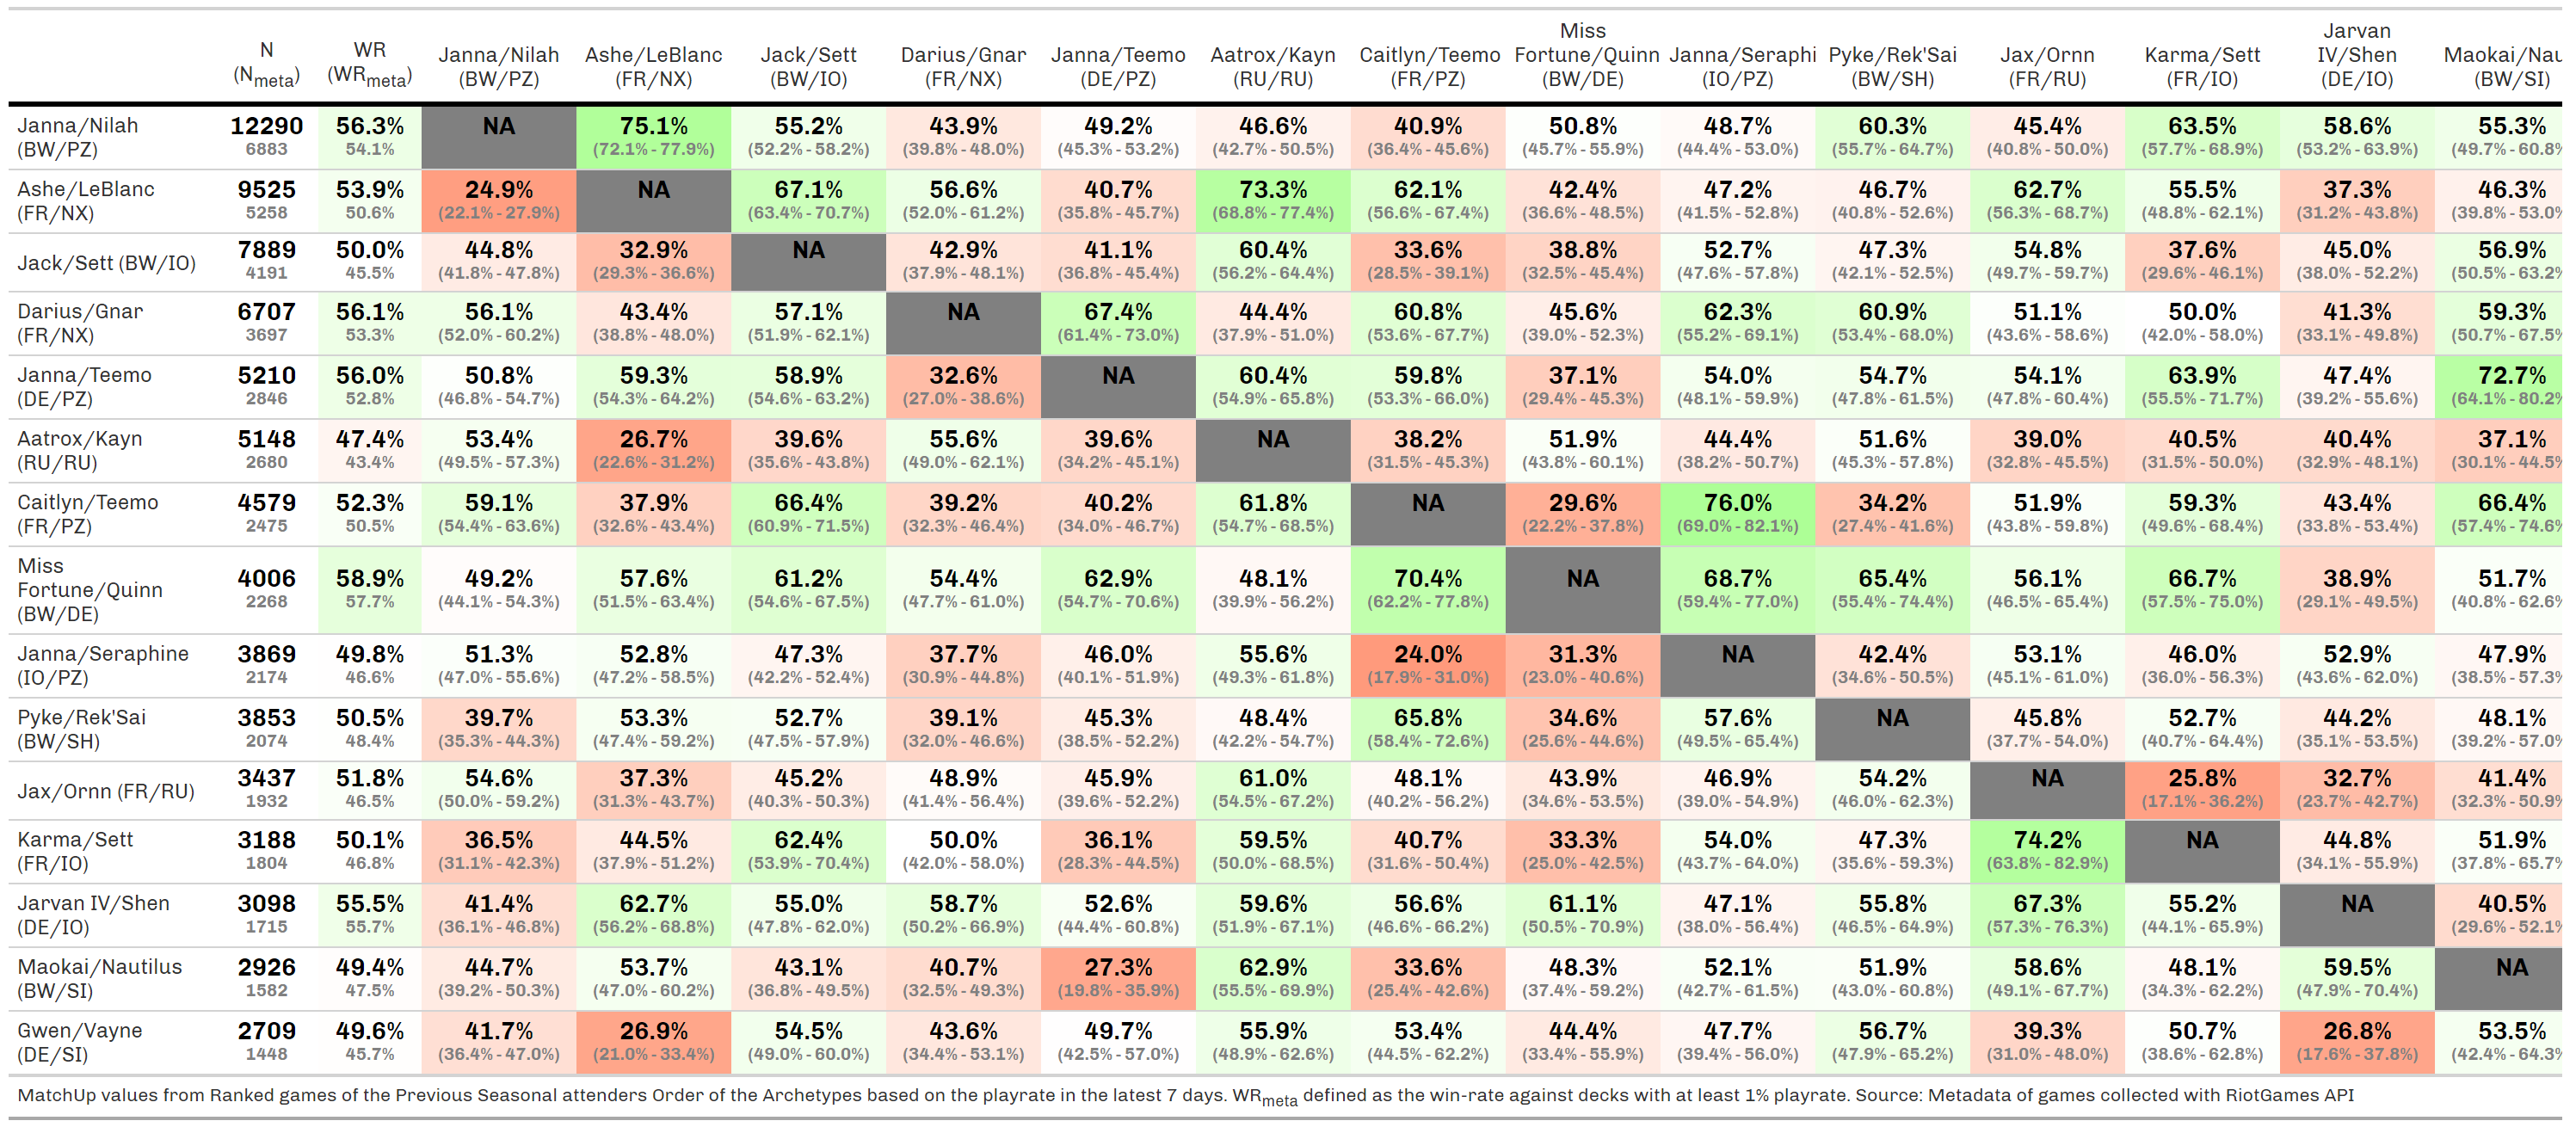 Miss
Jarvan
N WR Janna/Nilah Ashe/LeBlanc Jack/Sett Darius/Gnar Janna/Teemo Aatrox/Kayn Caitlyn/Teemo Fortune/Quinn Janna/Seraphi Pyke/Rek'Sai Jax/Ornn Karma/Sett IV/Shen Maokai/Nau
(Nmeta) (WRmeta) (BW/PZ) (FR/NX) (BW/IO) (FR/NX) (DE/PZ) (RU/RU) (FR/PZ) (BW/DE) (IO/PZ) (BW/SH) (FR/RU) (FR/IO) (DE/IO) (BW/SI)
Janna/Nilah 12290 56.3% NA 75.1% 55.2% 43.9% 49.2% 46.6% 40.9% 50.8% 48.7% 60.3% 45.4% 63.5% 58.6% 55.3%
(BW/PZ) 6883 54.1% (72.1% - 77.9%) (52.2% - 58.2%) (39.8% - 48.0%) (45.3% - 53.2%) (42.7% - 50.5%) (36.4% - 45.6%) (45.7% - 55.9%) (44.4% - 53.0%) (55.7% - 64.7%) (40.8% - 50.0%) (57.7% - 68.9%) (53.2% - 63.9%) (49.7% - 60.8%
Ashe/LeBlanc 9525 53.9% 24.9% NA 67.1% 56.6% 40.7% 73.3% 62.1% 42.4% 47.2% 46.7% 62.7% 55.5% 37.3% 46.3%
(FR/NX) 5258 50.6% (22.1% - 27.9%) (63.4% - 70.7%) (52.0% - 61.2%) (35.8% - 45.7%) (68.8% - 77.4%) (56.6% - 67.4%) (36.6% - 48.5%) (41.5% - 52.8%) (40.8% - 52.6%) (56.3% - 68.7%) (48.8% - 62.1%) (31.2% - 43.8%) (39.8% - 53.0%
Jack/Sett (BW/IO) 7889 50.0% 44.8% 32.9% NA 42.9% 41.1% 60.4% 33.6% 38.8% 52.7% 47.3% 54.8% 37.6% 45.0% 56.9%
4191 45.5% (41.8% - 47.8%) (29.3% - 36.6%) (37.9% - 48.1%) (36.8% - 45.4%) (56.2% - 64.4%) (28.5% - 39.1%) (32.5% - 45.4%) (47.6% - 57.8%) (42.1% - 52.5%) (49.7% - 59.7%) (29.6% - 46.1%) (38.0% - 52.2%) (50.5% - 63.2%
Darius/Gnar 6707 56.1% 56.1% 43.4% 57.1% NA 67.4% 44.4% 60.8% 45.6% 62.3% 60.9% 51.1% 50.0% 41.3% 59.3%
(FR/NX) 3697 53.3% (52.0% - 60.2%) (38.8% - 48.0%) (51.9% - 62.1%) (61.4% - 73.0%) (37.9% - 51.0%) (53.6% - 67.7%) (39.0% - 52.3%) (55.2% - 69.1%) (53.4% - 68.0%) (43.6% - 58.6%) (42.0% - 58.0%) (33.1% - 49.8%) (50.7% - 67.5%
Janna/Teemo 5210 56.0% 50.8% 59.3% 58.9% 32.6% NA 60.4% 59.8% 37.1% 54.0% 54.7% 54.1% 63.9% 47.4% 72.7%
(DE/PZ) 2846 52.8% (46.8% - 54.7%) (54.3% - 64.2%) (54.6% - 63.2%) (27.0% - 38.6%) (54.9% - 65.8%) (53.3% - 66.0%) (29.4% - 45.3%) (48.1% - 59.9%) (47.8% - 61.5%) (47.8% - 60.4%) (55.5% - 71.7%) (39.2% - 55.6%) (64.1% - 80.2%
Aatrox/Kayn 5148 47.4% 53.4% 26.7% 39.6% 55.6% 39.6% NA 38.2% 51.9% 44.4% 51.6% 39.0% 40.5% 40.4% 37.1%
(RU/RU) 2680 43.4% (49.5% - 57.3%) (22.6% - 31.2%) (35.6% - 43.8%) (49.0% - 62.1%) (34.2% - 45.1%) (31.5% - 45.3%) (43.8% - 60.1%) (38.2% - 50.7%) (45.3% - 57.8%) (32.8% - 45.5%) (31.5% - 50.0%) (32.9% - 48.1%) (30.1% - 44.5%
Caitlyn/Teemo 4579 52.3% 59.1% 37.9% 66.4% 39.2% 40.2% 61.8% NA 29.6% 76.0% 34.2% 51.9% 59.3% 43.4% 66.4%
(FR/PZ) 2475 50.5% (54.4% - 63.6%) (32.6% - 43.4%) (60.9% - 71.5%) (32.3% - 46.4%) (34.0% - 46.7%) (54.7% - 68.5%) (22.2% - 37.8%) (69.0% - 82.1%) (27.4% - 41.6%) (43.8% - 59.8%) (49.6% - 68.4%) (33.8% - 53.4%) (57.4% - 74.6%
Miss
Fortune/Quinn 4006 58.9% 49.2% 57.6% 61.2% 54.4% 62.9% 48.1% 70.4% NA 68.7% 65.4% 56.1% 66.7% 38.9% 51.7%
(BW/DE) 2268 57.7% (44.1% - 54.3%) (51.5% - 63.4%) (54.6% - 67.5%) (47.7% - 61.0%) (54.7% - 70.6%) (39.9% - 56.2%) (62.2% - 77.8%) (59.4% - 77.0%) (55.4% - 74.4%) (46.5% - 65.4%) (57.5% - 75.0%) (29.1% - 49.5%) (40.8% - 62.6%
Janna/Seraphine 3869 49.8% 51.3% 52.8% 47.3% 37.7% 46.0% 55.6% 24.0% 31.3% NA 42.4% 53.1% 46.0% 52.9% 47.9%
(IO/PZ) 2174 46.6% (47.0% - 55.6%) (47.2% - 58.5%) (42.2% - 52.4%) (30.9% - 44.8%) (40.1% - 51.9%) (49.3% - 61.8%) (17.9% - 31.0%) (23.0% - 40.6%) (34.6% - 50.5%) (45.1% - 61.0%) (36.0% - 56.3%) (43.6% - 62.0%) (38.5% - 57.3%
Pyke/Rek'Sai 3853 50.5% 39.7% 53.3% 52.7% 39.1% 45.3% 48.4% 65.8% 34.6% 57.6% NA 45.8% 52.7% 44.2% 48.1%
(BW/SH) 2074 48.4% (35.3% - 44.3%) (47.4% - 59.2%) (47.5% - 57.9%) (32.0% - 46.6%) (38.5% - 52.2%) (42.2% - 54.7%) (58.4% - 72.6%) (25.6% - 44.6%) (49.5% - 65.4%) (37.7% - 54.0%) (40.7% - 64.4%) (35.1% - 53.5%) (39.2% - 57.0%
Jax/Ornn (FR/RU) 3437 51.8% 54.6% 37.3% 45.2% 48.9% 45.9% 61.0% 48.1% 43.9% 46.9% 54.2% NA 25.8% 32.7% 41.4%
1932 46.5% (50.0% - 59.2%) (31.3% - 43.7%) (40.3% - 50.3%) (41.4% - 56.4%) (39.6% - 52.2%) (54.5% - 67.2%) (40.2% - 56.2%) (34.6% - 53.5%) (39.0% - 54.9%) (46.0% - 62.3%) (17.1% - 36.2%) (23.7% - 42.7%) (32.3% - 50.9%
Karma/Sett 3188 50.1% 36.5% 44.5% 62.4% 50.0% 36.1% 59.5% 40.7% 33.3% 54.0% 47.3% 74.2% NA 44.8% 51.9%
(FR/IO) 1804 46.8% (31.1% - 42.3%) (37.9% - 51.2%) (53.9% - 70.4%) (42.0% - 58.0%) (28.3% - 44.5%) (50.0% - 68.5%) (31.6% - 50.4%) (25.0% - 42.5%) (43.7% - 64.0%) (35.6% - 59.3%) (63.8% - 82.9%) (34.1% - 55.9%) (37.8% - 65.7%
Jarvan IV/Shen 3098 55.5% 41.4% 62.7% 55.0% 58.7% 52.6% 59.6% 56.6% 61.1% 47.1% 55.8% 67.3% 55.2% NA 40.5%
(DE/IO) 1715 55.7% (36.1% - 46.8%) (56.2% - 68.8%) (47.8% - 62.0%) (50.2% - 66.9%) (44.4% - 60.8%) (51.9% - 67.1%) (46.6% - 66.2%) (50.5% - 70.9%) (38.0% - 56.4%) (46.5% - 64.9%) (57.3% - 76.3%) (44.1% - 65.9%) (29.6% - 52.1%
Maokai/Nautilus 2926 49.4% 44.7% 53.7% 43.1% 40.7% 27.3% 62.9% 33.6% 48.3% 52.1% 51.9% 58.6% 48.1% 59.5% NA
(BW/SI) 1582 47.5% (39.2% - 50.3%) (47.0% - 60.2%) (36.8% - 49.5%) (32.5% - 49.3%) (19.8% - 35.9%) (55.5% - 69.9%) (25.4% - 42.6%) (37.4% - 59.2%) (42.7% - 61.5%) (43.0% - 60.8%) (49.1% - 67.7%) (34.3% - 62.2%) (47.9% - 70.4%)
Gwen/Vayne 2709 49.6% 41.7% 26.9% 54.5% 43.6% 49.7% 55.9% 53.4% 44.4% 47.7% 56.7% 39.3% 50.7% 26.8% 53.5%
(DE/SI) 1448 45.7% (36.4% - 47.0%) (21.0% - 33.4%) (49.0% - 60.0%) (34.4% - 53.1%) (42.5% - 57.0%) (48.9% - 62.6%) (44.5% - 62.2%) (33.4% - 55.9%) (39.4% - 56.0%) (47.9% - 65.2%) (31.0% - 48.0%) (38.6% - 62.8%) (17.6% - 37.8%) (42.4% - 64.3%
MatchUp values from Ranked games of the Previous Seasonal attenders Order of the Archetypes based on the playrate in the latest 7 days. WRmeta defined as the win-rate against decks with at least 1% playrate. Source: Metadata of games collected with RiotGames API